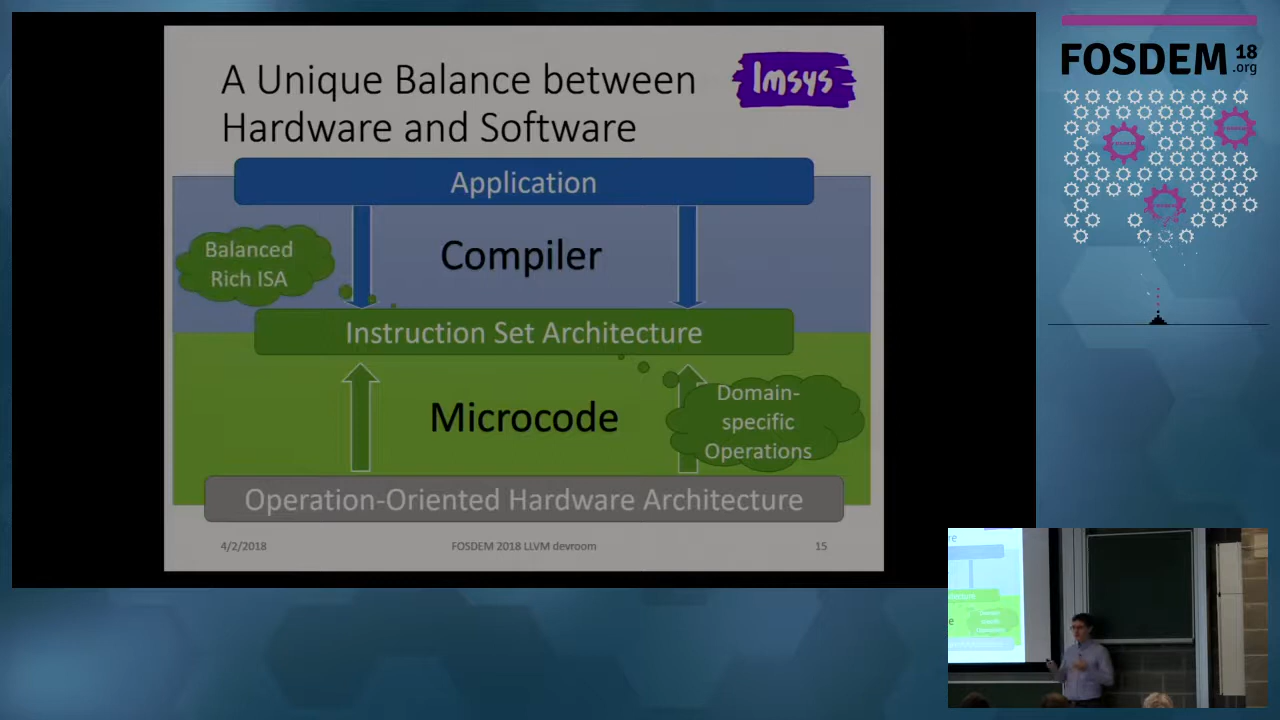 A Unique Balance between
Hardware and Software
Imsys
Application
Balanced
Rich ISA
Compiler
Instruction Set Architecture
Microcode
Domain-
specific
Operations
Operation-Oriented Hardware Architecture
4/2/2018
FOSDEM 2018 LLVM devroom
15
FOSDEM 18
.org